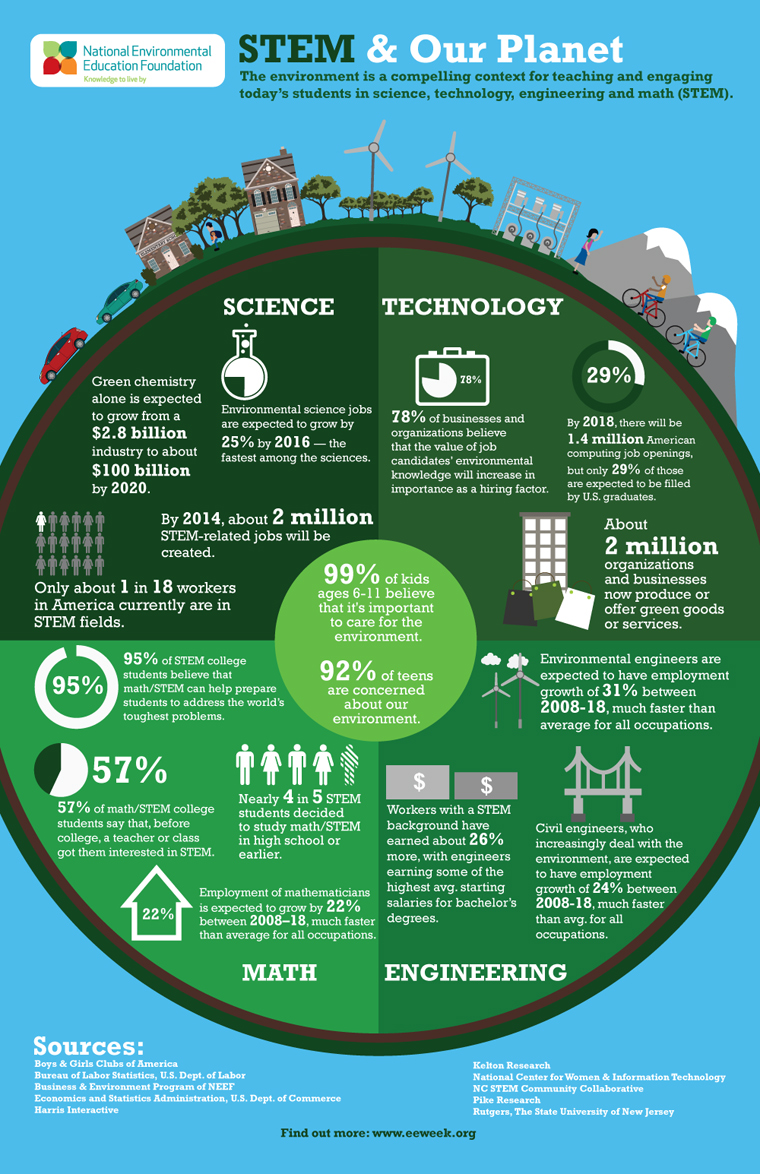 National Environmental
Education Foundation
Knowledge to live by
STEM & Our Planet
The environment is a compelling context for teaching and engaging
today's students in science, technology, engineering and math (STEM).
SCIENCE
Green chemistry
alone is expected
to grow from a
$2.8 billion
industry to about
$100 billion
by 2020.
Environmental science jobs
are expected to grow by
25% by 2016 — the
fastest among the sciences.
By 2014, about 2 million
STEM-related jobs will be
created.
Only about 1 in 18 workers
in America currently are in
STEM fields.
TECHNOLOGY
78%
78% of businesses and
organizations believe
that the value of job
candidates' environmental
knowledge will increase in
importance as a hiring factor.
29%
By 2018, there will be
1.4 million American
computing job openings,
but only 29% of those
are expected to be filled
by U.S. graduates.
About
2 million
organizations
and businesses
now produce or
offer green goods
or services.
99% of kids
ages 6-11 believe
that it's important
to care for the
environment.
92% of teens
are concerned
about our
environment.
95%
95% of STEM college
students believe that
math/STEM can help prepare
students to address the world's
toughest problems.
57%
57% of math/STEM college
students say that, before
college, a teacher or class
got them interested in STEM.
Nearly 4 in 5 STEM
students decided
to study math/STEM
in high school or
earlier.
22%
Employment of mathematicians
is expected to grow by 22%
between 2008–18, much faster
than average for all occupations.
MATH
Environmental engineers are
expected to have employment
growth of 31% between
2008-18, much faster than
average for all occupations.
$
$
Workers with a STEM
background have
earned about 26%
more, with engineers
earning some of the
highest avg. starting
salaries for bachelor's
degrees.
Civil engineers, who
increasingly deal with the
environment, are expected
to have employment
growth of 24% between
2008-18, much faster
than avg. for all
occupations.
ENGINEERING
Sources:
Boys & Girls Clubs of America
Bureau of Labor Statistics, U.S. Dept. of Labor
Business & Environment Program of NEEF
Economics and Statistics Administration, U.S. Dept. of Commerce
Harris Interactive
Kelton Research
National Center for Women & Information Technology
NC STEM Community Collaborative
Pike Research
Rutgers, The State University of New Jersey
Find out more: www.eeweek.org